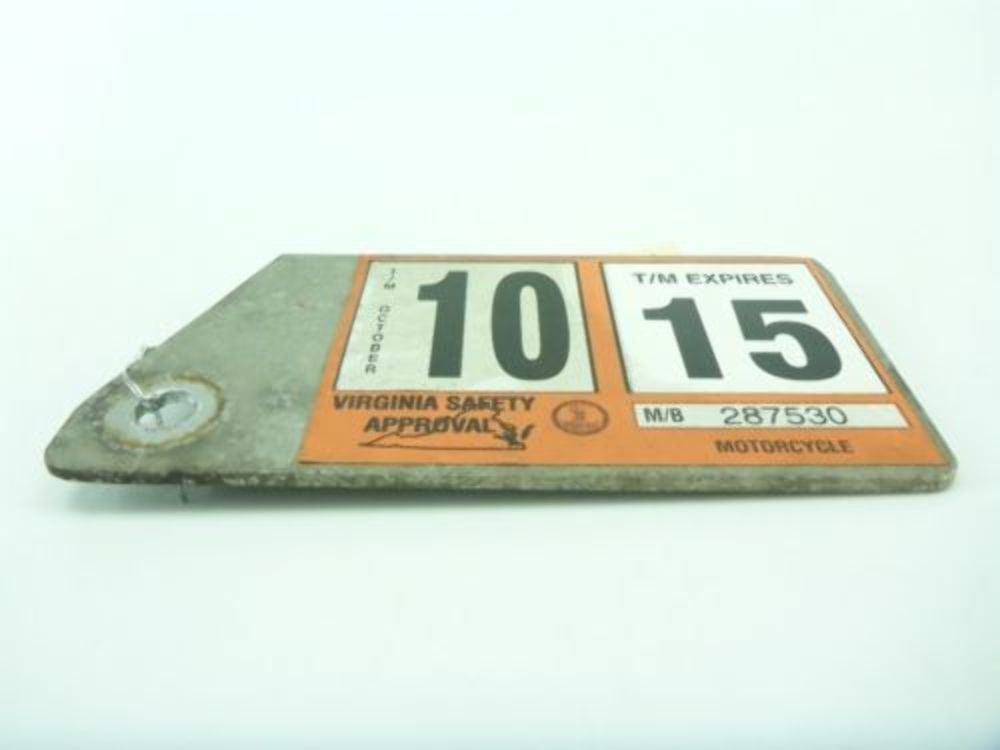 T/M OCTOBER
10
T/M EXPIRES
15
VIRGINIA SAFETY
APPROVAL
M/B 287530
MOTORCYCLE